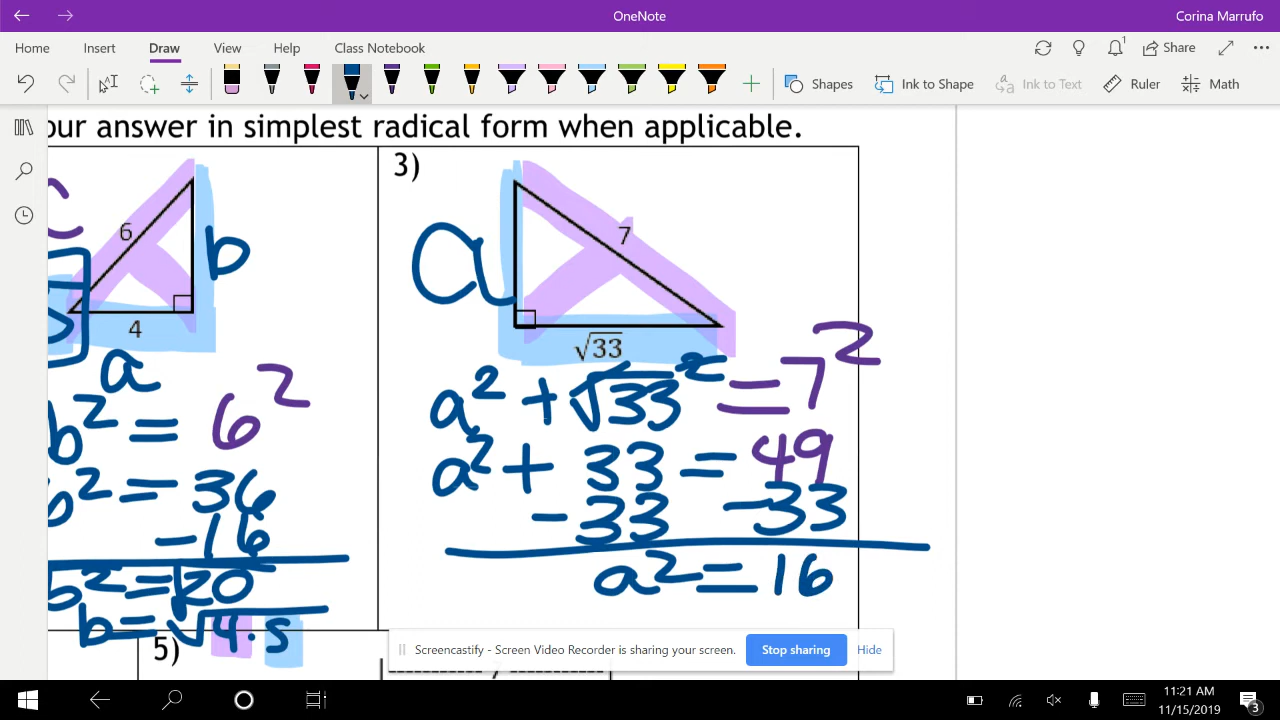 OneNote
Corina Marrufo
Home Insert Draw View Help Class Notebook
1
Share
Shapes
Ink to Shape
Ink to Text
Ruler
Math
our answer in simplest radical form when applicable.
6
b
4
a
b² = 6²
b² = 36
-16
b² = √20
b = √4·5
3)
a
7
√33
a² + √33² = 7²
a² + 33 = 49
-33 -33
a² = 16
5)
Screencastify - Screen Video Recorder is sharing your screen.
Stop sharing
Hide
11:21 AM
11/15/2019
3